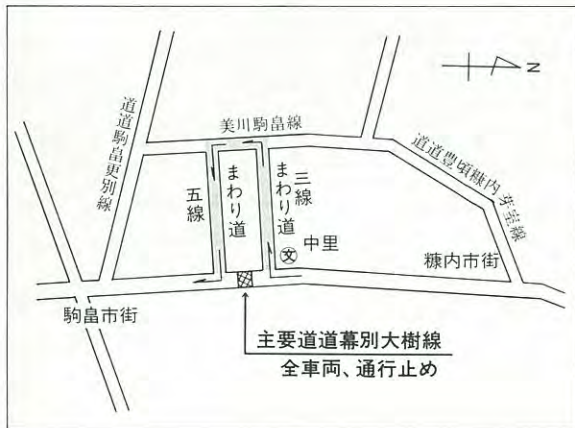 N
美川駒畠線
道道駒畠更別線
道道豊頃糠内芽室線
五線
まわり道
三線
まわり道
文
中里
糠内市街
駒畠市街
主要道道幕別大樹線
全車両、通行止め